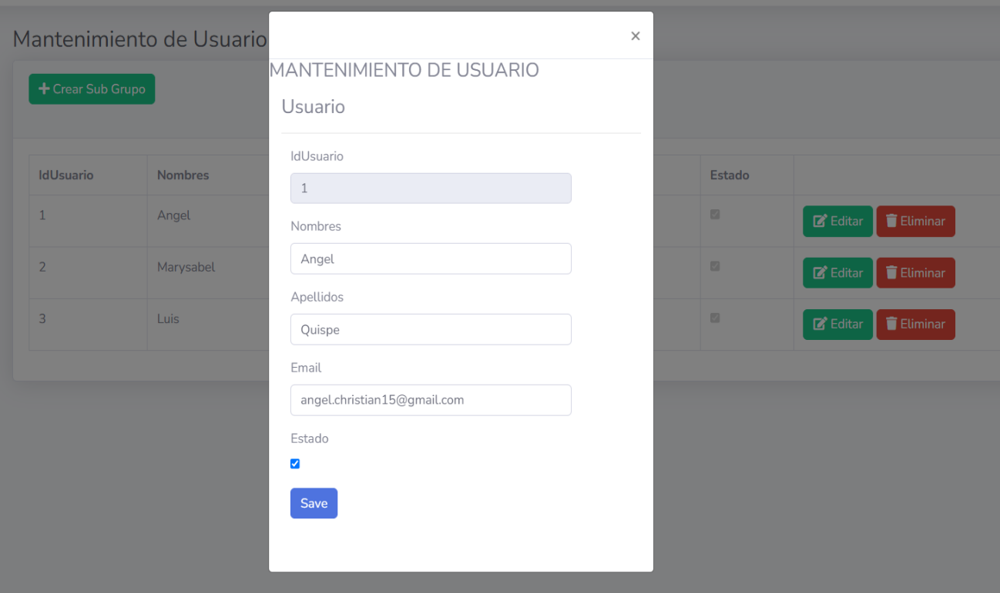 Mantenimiento de Usuario
×
MANTENIMIENTO DE USUARIO
Crear Sub Grupo
Usuario
IdUsuario
1
Nombres
Angel
Apellidos
Quispe
Email
angel.christian15@gmail.com
Estado
Save
IdUsuario Nombres Estado
1 Angel Editar Eliminar
2 Marysabel Editar Eliminar
3 Luis Editar Eliminar